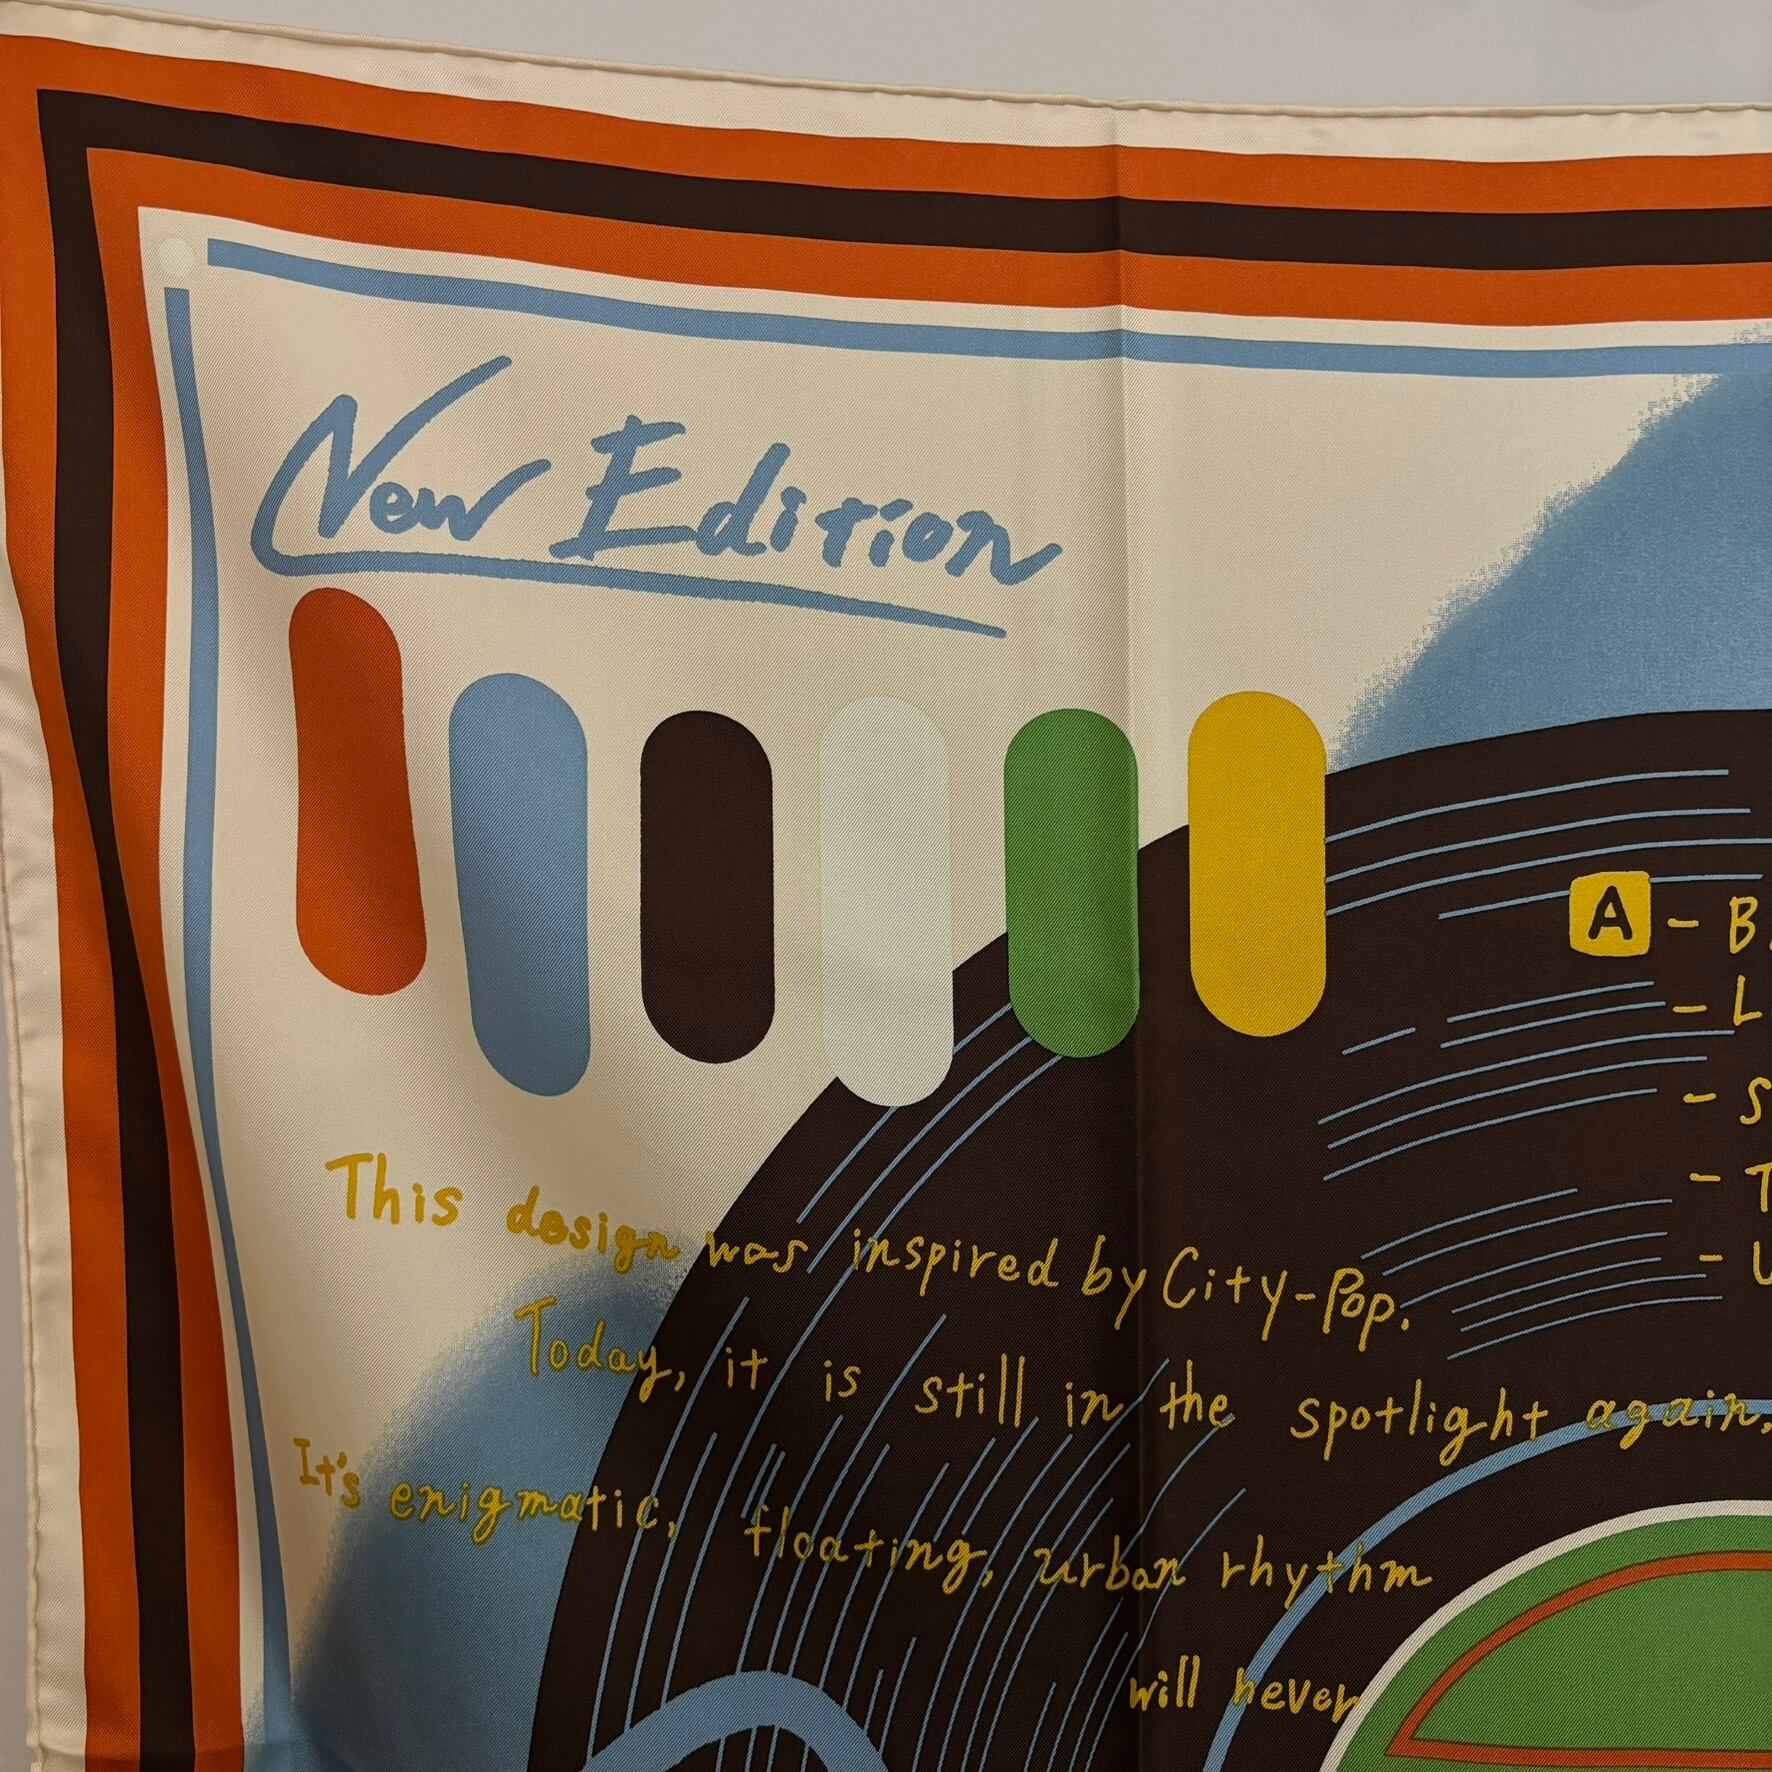 New Edition
A - B.
- L
- S
- T
- U
This design was inspired by City-Pop.
Today, it is still in the spotlight again.
It's enigmatic, floating, urban rhythm
will never